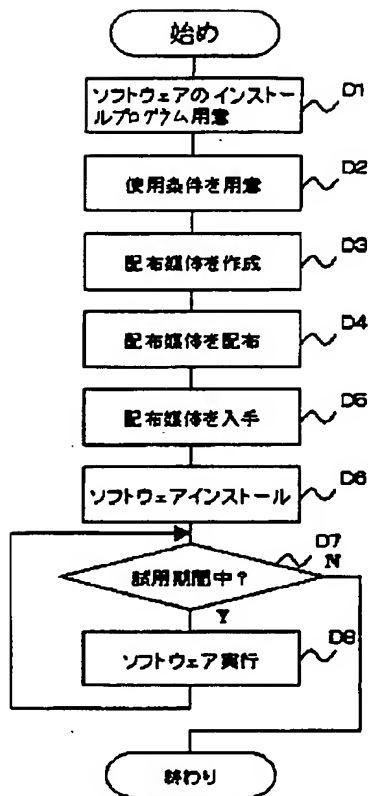 始め
D1
ソフトウェアのインストー
ルプログラム用意
D2
使用条件を用意
D3
配布媒体を作成
D4
配布媒体を配布
D5
配布媒体を入手
D6
ソフトウェアインストール
D7
試用期間中？
N
Y
D8
ソフトウェア実行
終わり